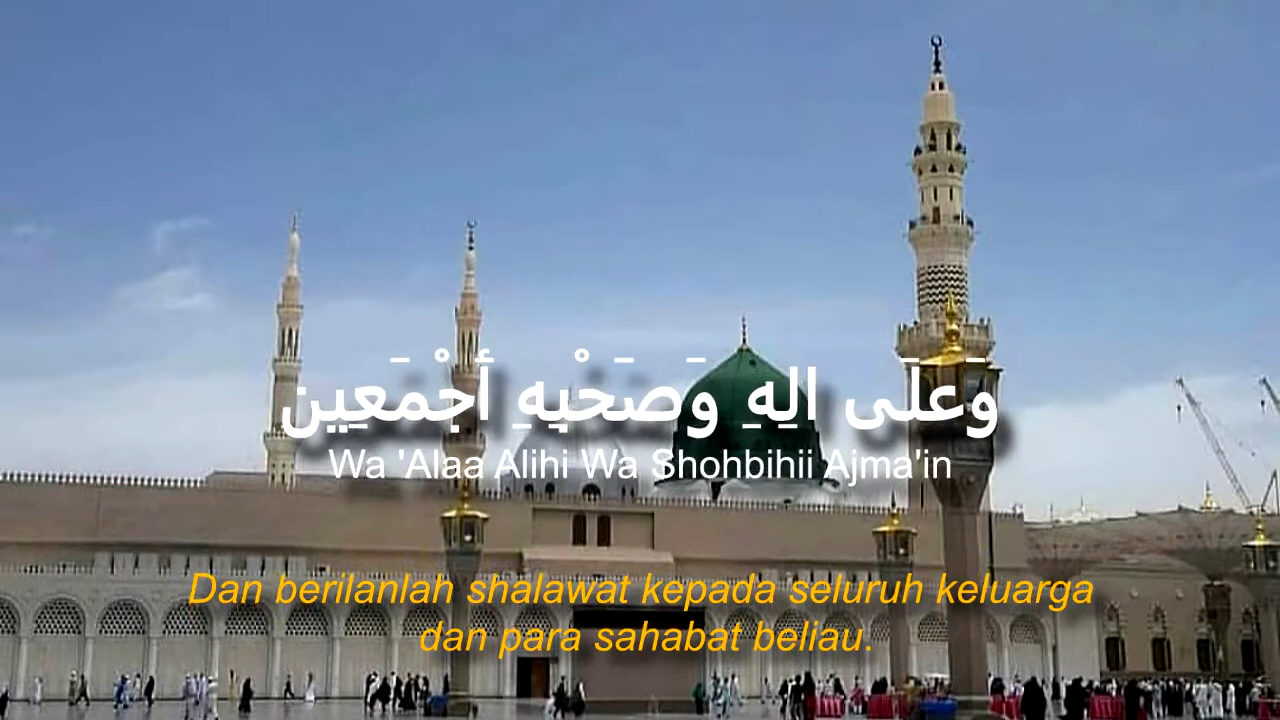 وَعَلَى الِهِ وَصَحْبِهِ أجْمَعِين
Wa 'Alaa Alihi Wa Shohbihii Ajma'in
Dan berilanlah shalawat kepada seluruh keluarga
dan para sahabat beliau.